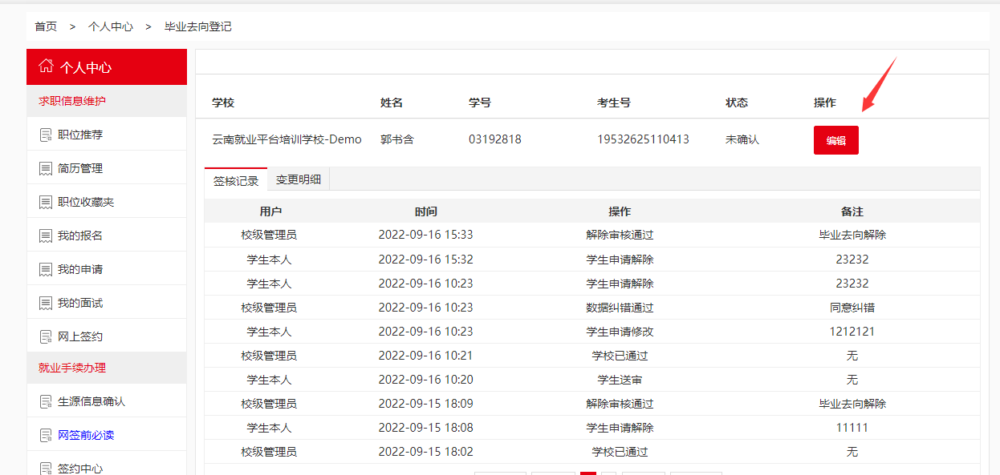 首页 > 个人中心 > 毕业去向登记
个人中心
求职信息维护
职位推荐
简历管理
职位收藏夹
我的报名
我的申请
我的面试
网上签约
就业手续办理
生源信息确认
网签前必读
签约中心
学校 姓名 学号 考生号 状态 操作
云南就业平台培训学校-Demo 郭书含 03192818 19532625110413 未确认 编辑
签核记录 变更明细
用户 时间 操作 备注
校级管理员 2022-09-16 15:33 解除审核通过 毕业去向解除
学生本人 2022-09-16 15:32 学生申请解除 23232
学生本人 2022-09-16 10:23 学生申请解除 23232
校级管理员 2022-09-16 10:23 数据纠错通过 同意纠错
学生本人 2022-09-16 10:23 学生申请修改 1212121
校级管理员 2022-09-16 10:21 学校已通过 无
学生本人 2022-09-16 10:20 学生送审 无
校级管理员 2022-09-15 18:09 解除审核通过 毕业去向解除
学生本人 2022-09-15 18:08 学生申请解除 11111
校级管理员 2022-09-15 18:02 学校已通过 无